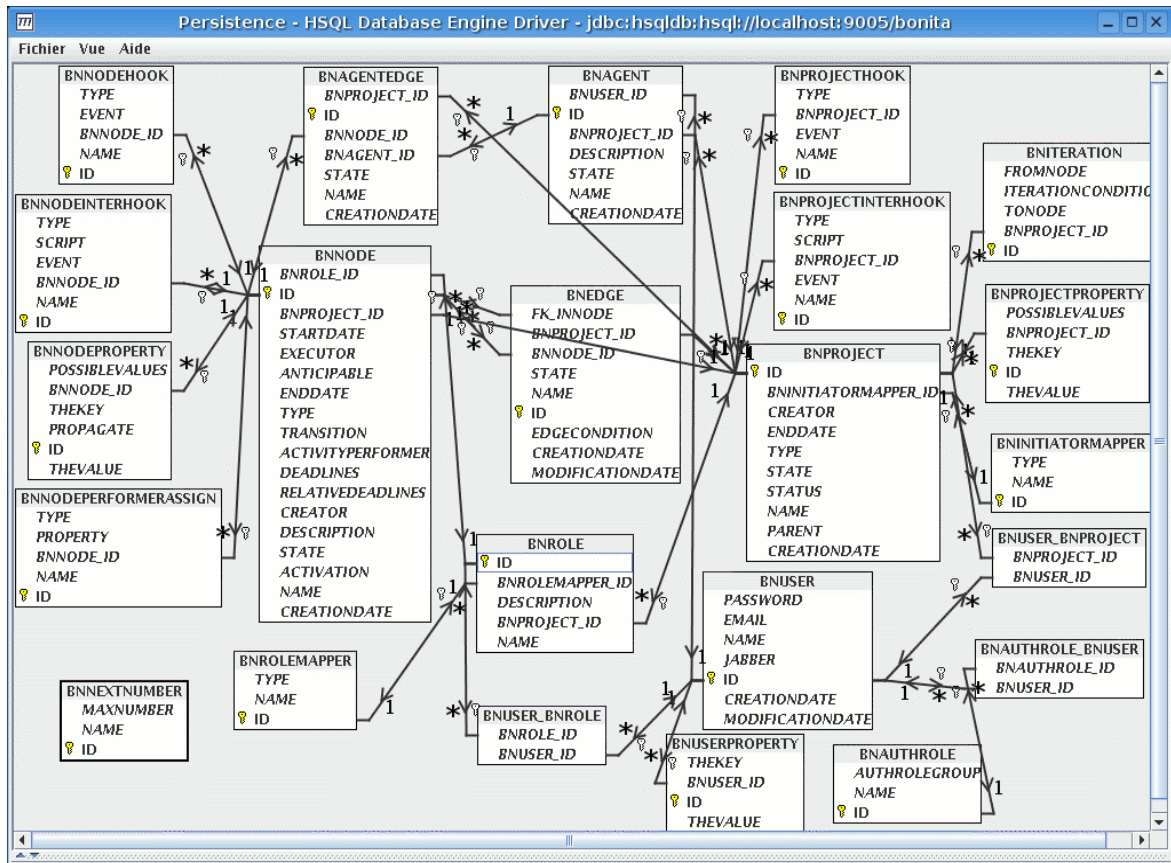 Persistence - HSQL Database Engine Driver - jdbc:hsqldb:hsql://localhost:9005/bonita
Fichier Vue Aide
BNNODEHOOK
TYPE
EVENT
BNNODE_ID
NAME
ID
BNAGENTEDGE
BNPROJECT_ID
ID
BNNODE_ID
BNAGENT_ID
STATE
NAME
CREATIONDATE
BNAGENT
BNUSER_ID
ID
BNPROJECT_ID
DESCRIPTION
STATE
NAME
CREATIONDATE
BNPROJECTHOOK
TYPE
BNPROJECT_ID
EVENT
NAME
ID
BNITERATION
FROMNODE
ITERATIONCONDITIO
TONODE
BNPROJECT_ID
ID
BNNODEINTERHOOK
TYPE
SCRIPT
EVENT
BNNODE_ID
NAME
ID
BNPROJECTINTERHOOK
TYPE
SCRIPT
BNPROJECT_ID
EVENT
NAME
ID
BNNODE
BNROLE_ID
ID
BNPROJECT_ID
STARTDATE
EXECUTOR
ANTICIPABLE
ENDDATE
TYPE
TRANSITION
ACTIVITYPERFORMER
DEADLINES
RELATIVEDEADLINES
CREATOR
DESCRIPTION
STATE
ACTIVATION
NAME
CREATIONDATE
BNEDGE
FK_INNODE
BNPROJECT_ID
BNNODE_ID
STATE
NAME
ID
EDGECONDITION
CREATIONDATE
MODIFICATIONDATE
BNPROJECTPROPERTY
POSSIBLEVALUES
BNPROJECT_ID
THEKEY
ID
THEVALUE
BNNODEPROPERTY
POSSIBLEVALUES
BNNODE_ID
THEKEY
PROPAGATE
ID
THEVALUE
BNPROJECT
ID
BNINITIATORMAPPER_ID
CREATOR
ENDDATE
TYPE
STATE
STATUS
NAME
PARENT
CREATIONDATE
BNINITIATORMAPPER
TYPE
NAME
ID
BNNODEPERFORMERASSIGN
TYPE
PROPERTY
BNNODE_ID
NAME
ID
BNROLE
ID
BNROLEMAPPER_ID
DESCRIPTION
BNPROJECT_ID
NAME
BNUSER_BNPROJECT
BNPROJECT_ID
BNUSER_ID
BNUSER
PASSWORD
EMAIL
NAME
JABBER
ID
CREATIONDATE
MODIFICATIONDATE
BNAUTHROLE_BNUSER
BNAUTHROLE_ID
BNUSER_ID
BNROLEMAPPER
TYPE
NAME
ID
BNNEXTNUMBER
MAXNUMBER
NAME
ID
BNUSER_BNROLE
BNROLE_ID
BNUSER_ID
BNUSERPROPERTY
THEKEY
BNUSER_ID
ID
THEVALUE
BNAUTHROLE
AUTHROLEGROUP
NAME
ID